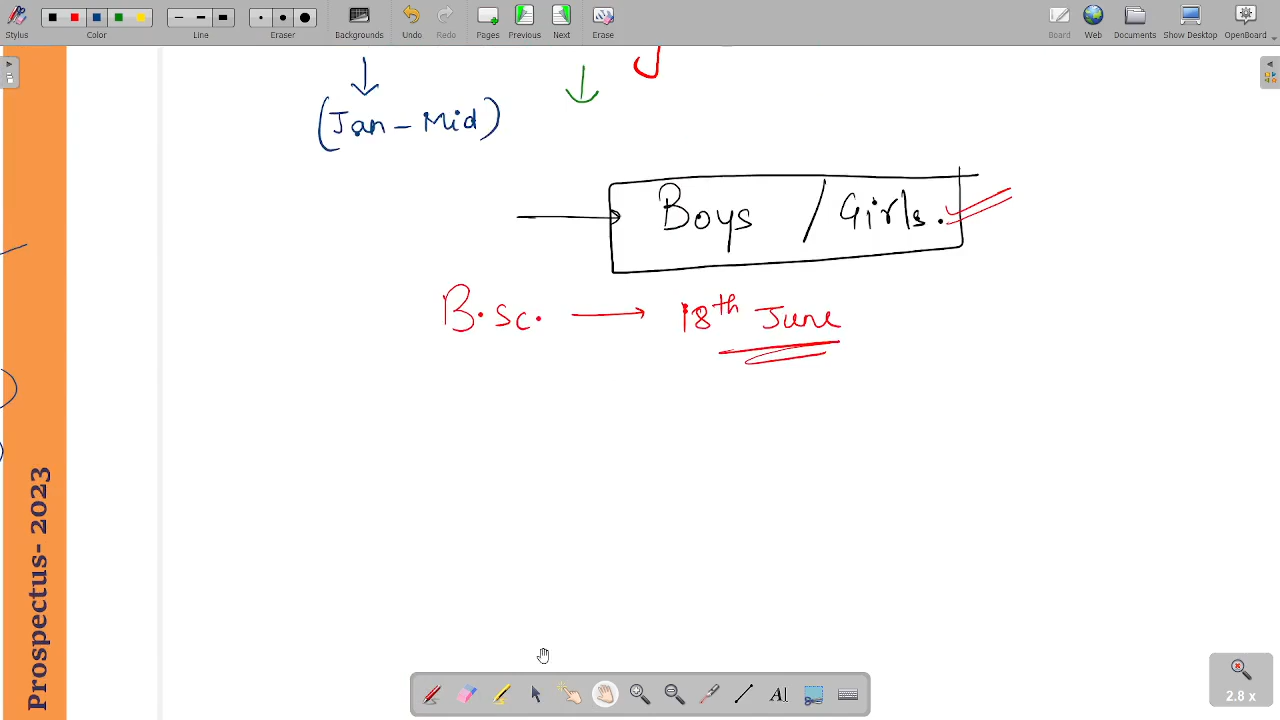 Stylus Color Line Eraser Backgrounds Undo Redo Pages Previous Next Erase Board Web Documents Show Desktop OpenBoard
(Jan - Mid)
Boys / Girls.
B.sc. → 18th June
Prospectus- 2023
AI
2.8 x